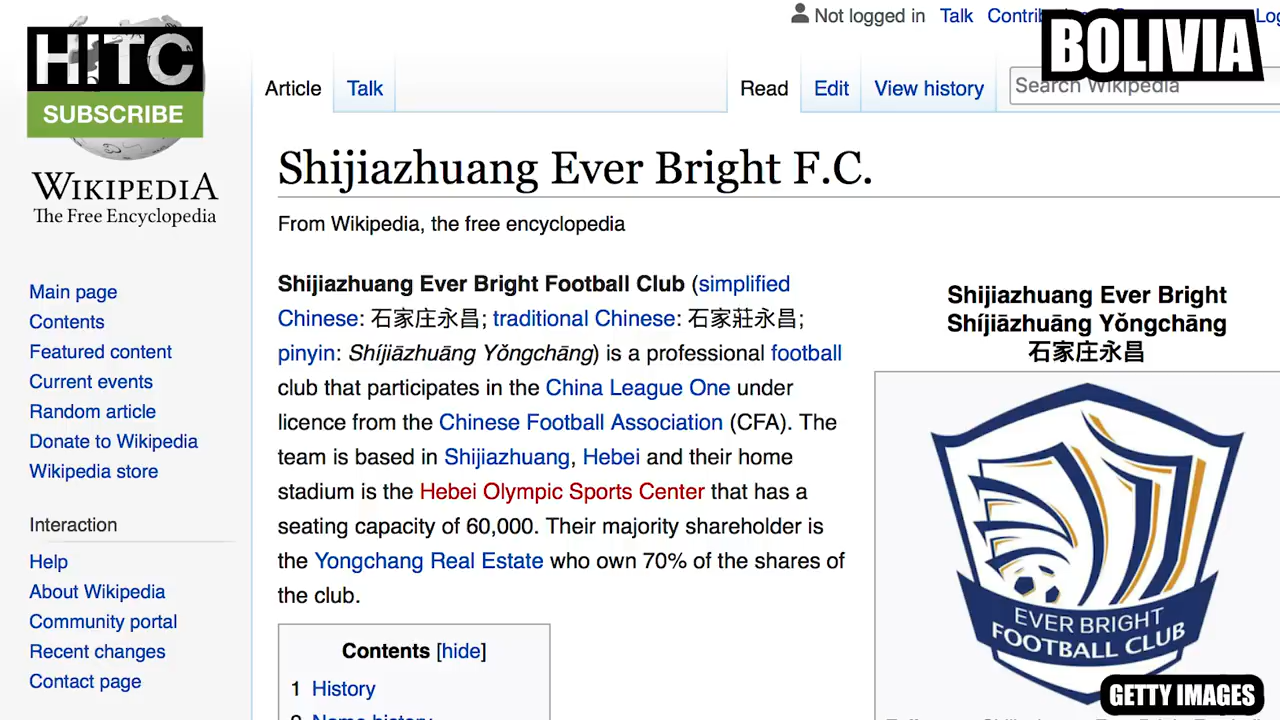 Not logged in Talk
BOLIVIA
HITC
SUBSCRIBE
Article Talk Read Edit View history Search Wikipedia
WIKIPEDIA
The Free Encyclopedia
Shijiazhuang Ever Bright F.C.
From Wikipedia, the free encyclopedia
Main page
Contents
Featured content
Current events
Random article
Donate to Wikipedia
Wikipedia store
Interaction
Help
About Wikipedia
Community portal
Recent changes
Contact page
Shijiazhuang Ever Bright Football Club (simplified
Chinese: 石家庄永昌; traditional Chinese: 石家莊永昌;
pinyin: Shíjiāzhuāng Yǒngchāng) is a professional football
club that participates in the China League One under
licence from the Chinese Football Association (CFA). The
team is based in Shijiazhuang, Hebei and their home
stadium is the Hebei Olympic Sports Center that has a
seating capacity of 60,000. Their majority shareholder is
the Yongchang Real Estate who own 70% of the shares of
the club.
Contents [hide]
1 History
Shijiazhuang Ever Bright
Shíjiāzhuāng Yǒngchāng
石家庄永昌
EVER BRIGHT
FOOTBALL CLUB
GETTY IMAGES